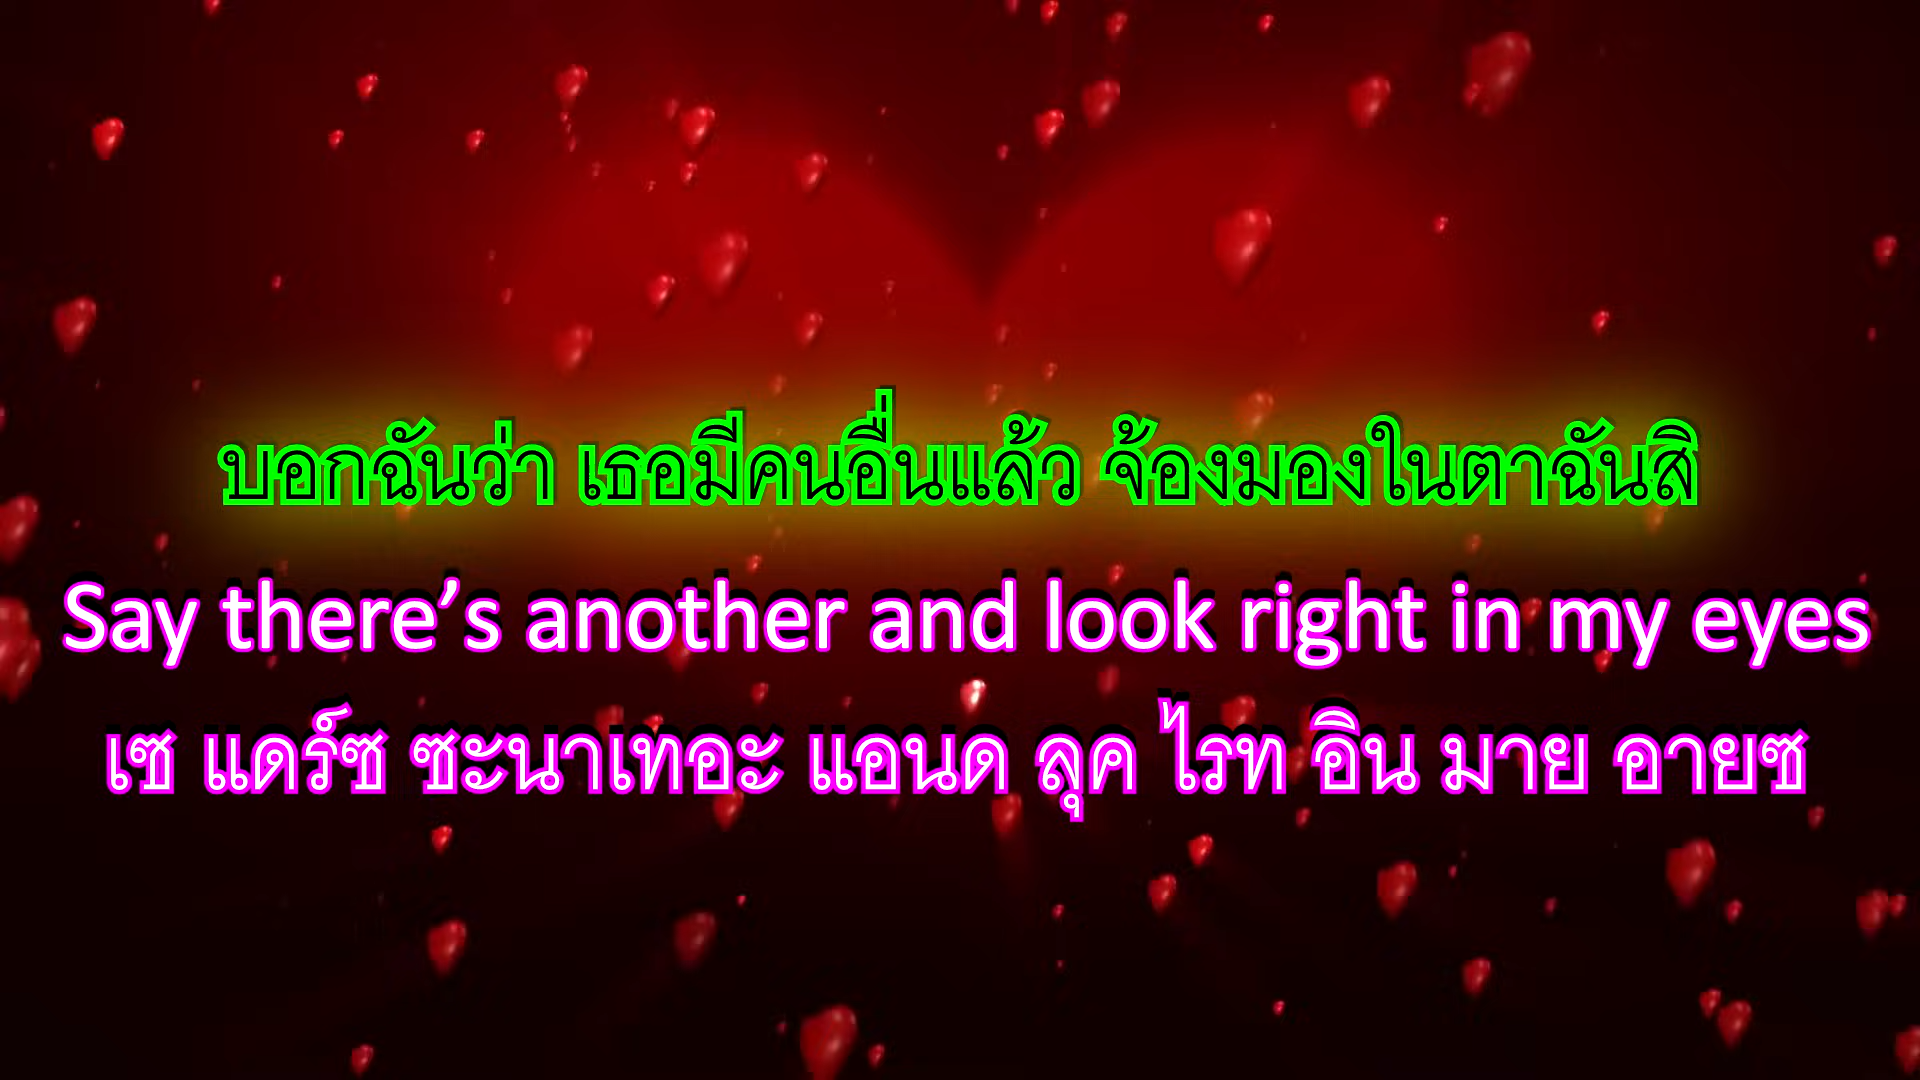 บอกฉันว่า เธอมีคนอื่นแล้ว จ้องมองในตาฉันสิ
Say there’s another and look right in my eyes
เซ แดร์ซ ซะนาเทอะ แอนด ลุค ไรท อิน มาย อายซ